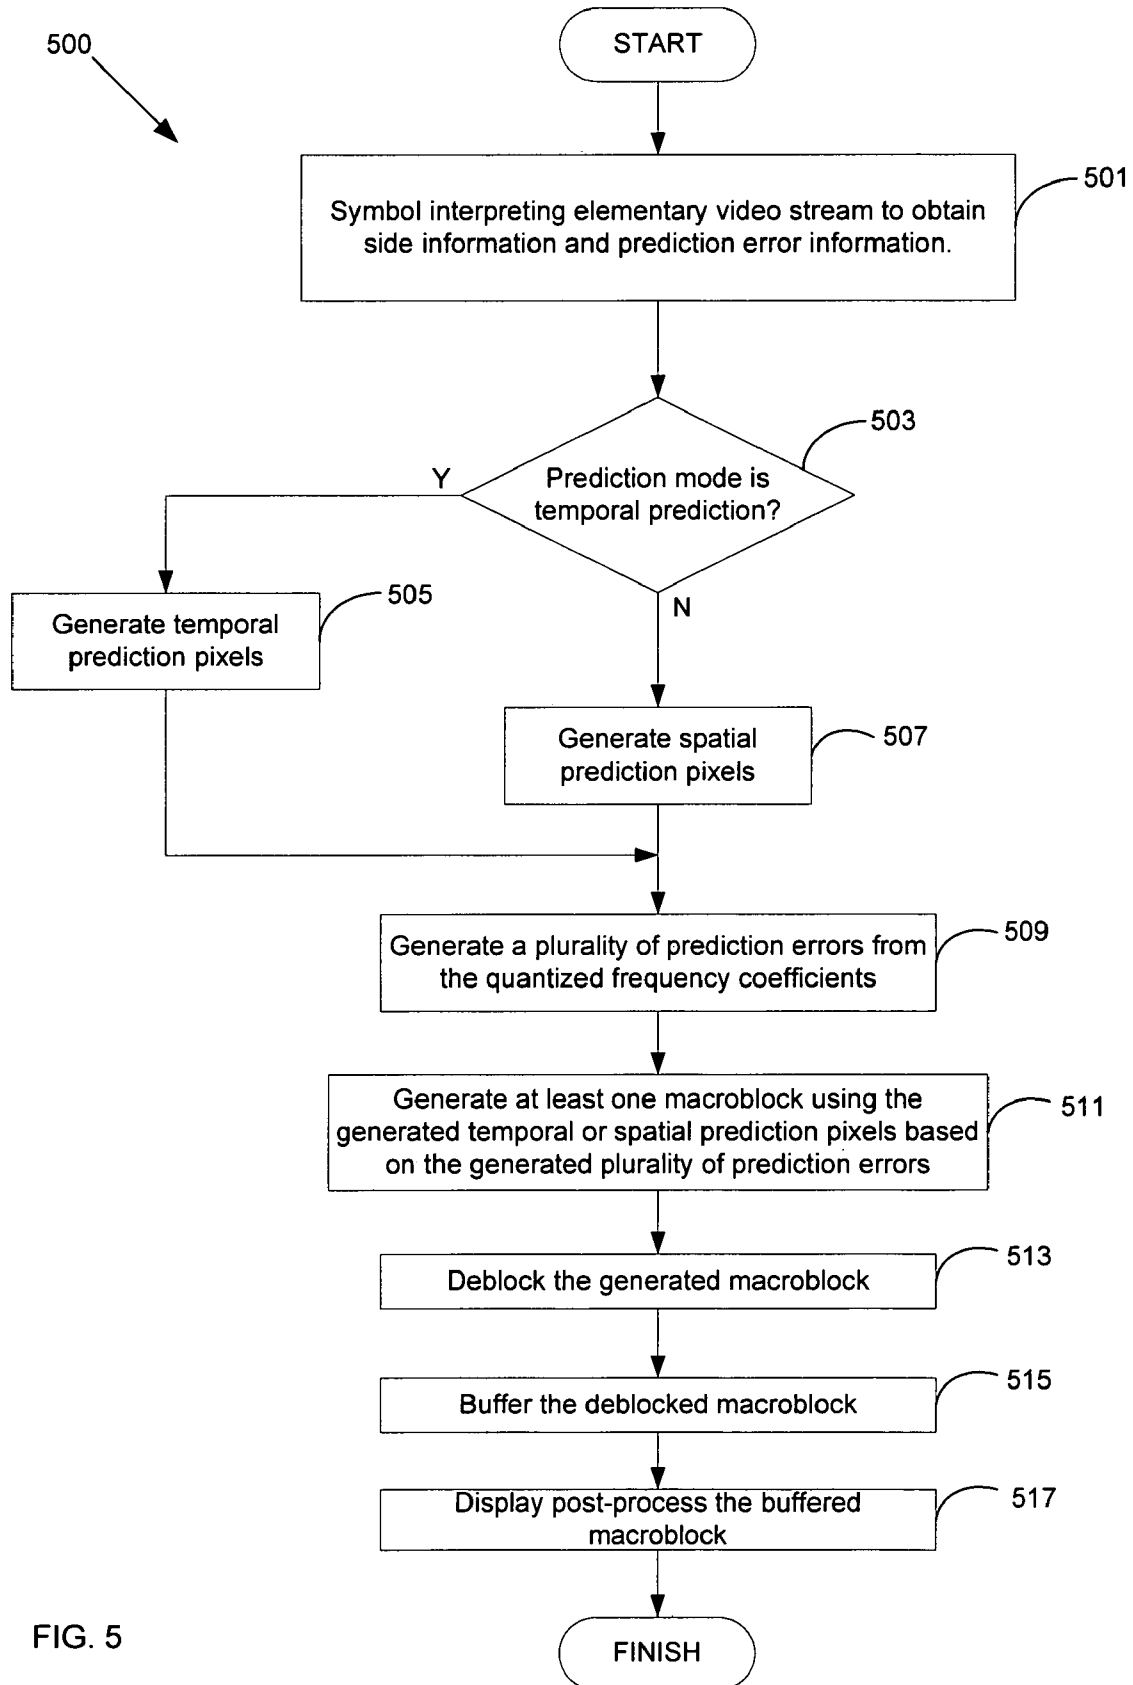 START
500
501
Symbol interpreting elementary video stream to obtain
side information and prediction error information.
503
Prediction mode is
temporal prediction?
Y
N
505
Generate temporal
prediction pixels
507
Generate spatial
prediction pixels
509
Generate a plurality of prediction errors from
the quantized frequency coefficients
511
Generate at least one macroblock using the
generated temporal or spatial prediction pixels based
on the generated plurality of prediction errors
513
Deblock the generated macroblock
515
Buffer the deblocked macroblock
517
Display post-process the buffered
macroblock
FINISH
FIG. 5